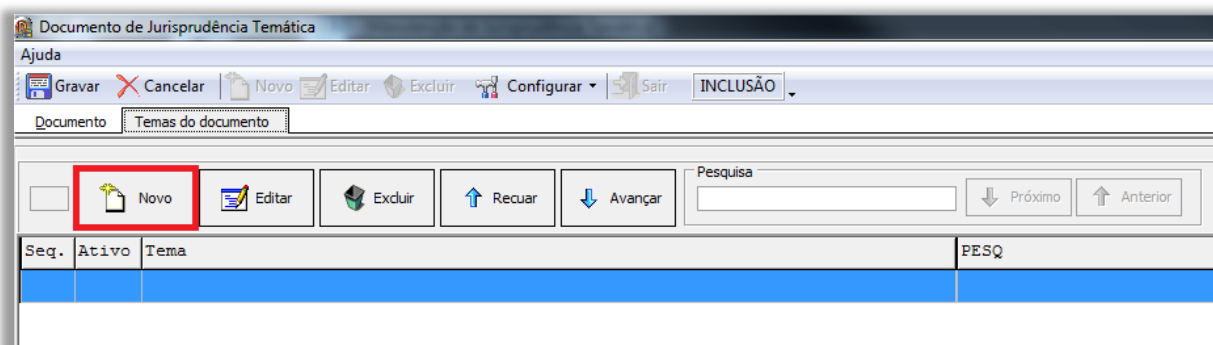 Documento de Jurisprudência Temática
Ajuda
Gravar Cancelar Novo Editar Excluir Configurar Sair INCLUSÃO
Documento Temas do documento
Pesquisa
Novo Editar Excluir Recuar Avançar Próximo Anterior
Seq. Ativo Tema PESQ